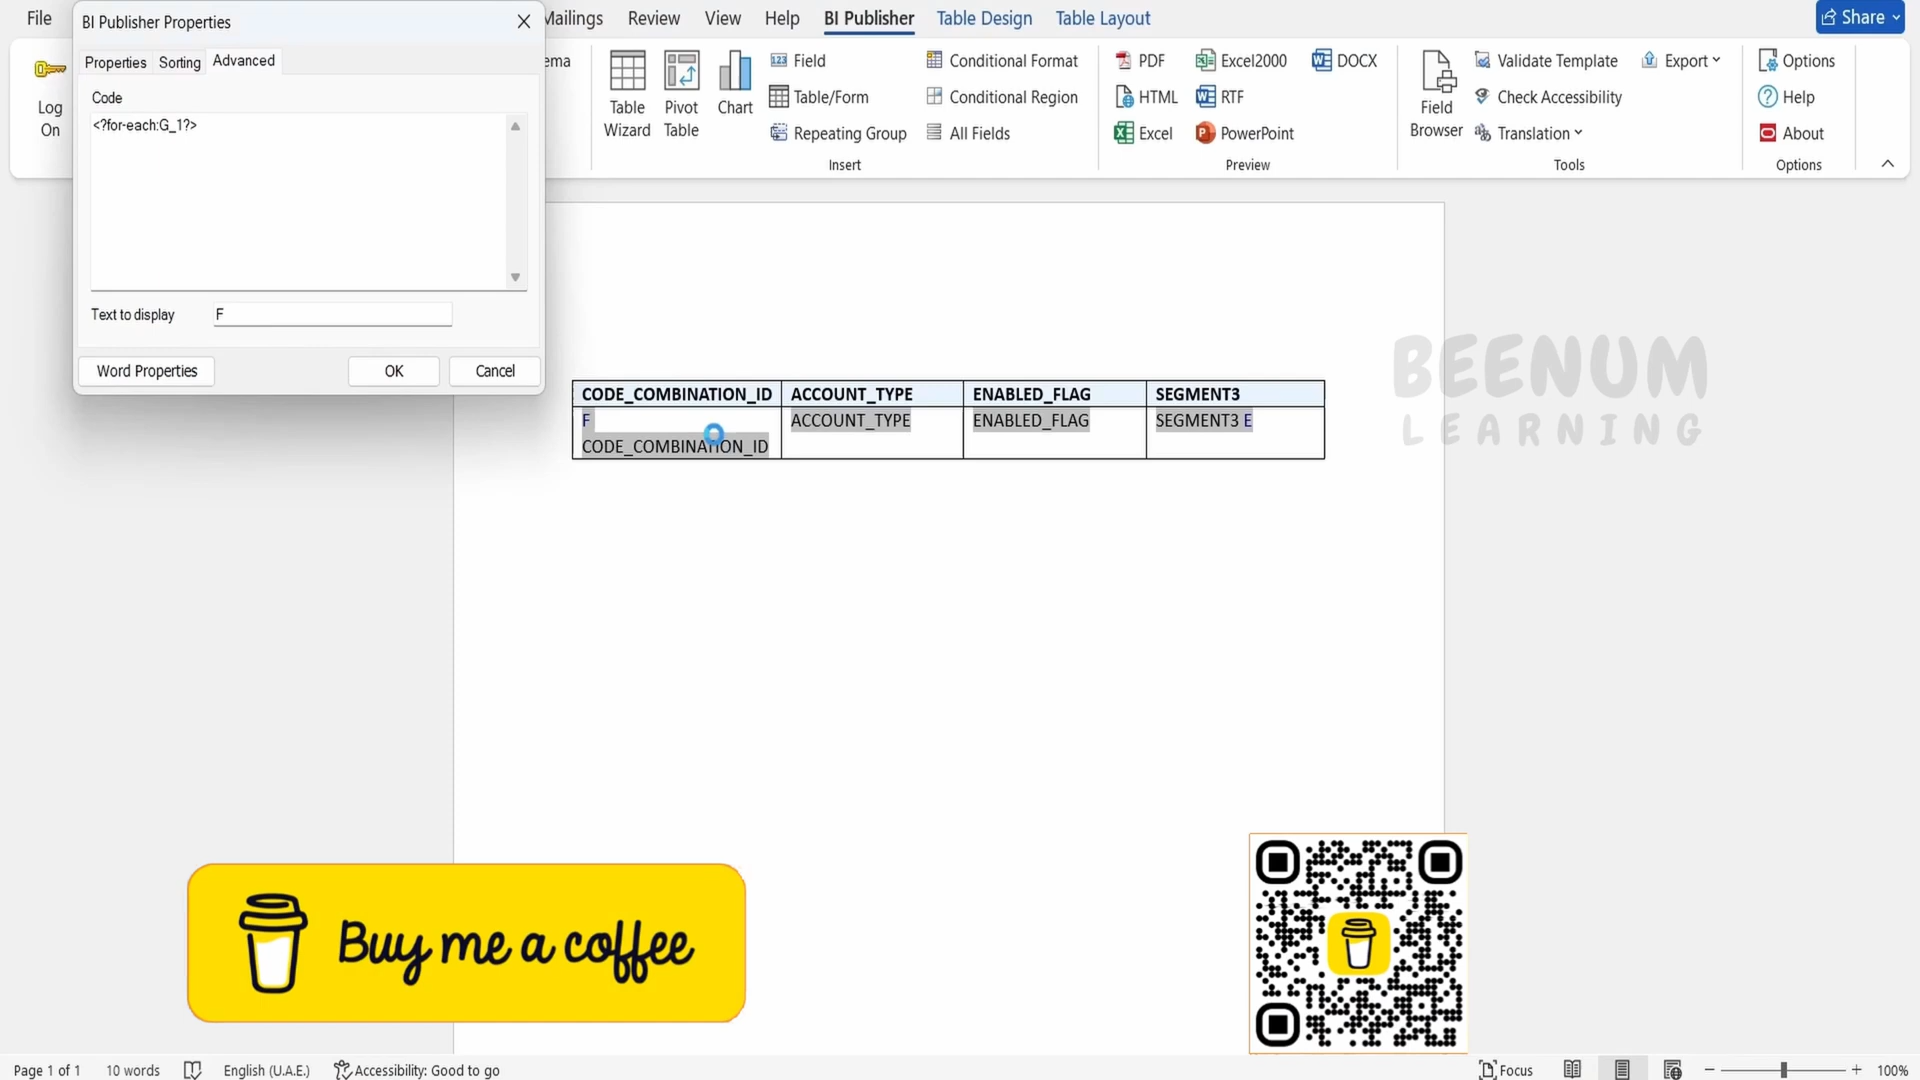 File
Mailings
Review
View
Help
BI Publisher
Table Design
Table Layout
Share
BI Publisher Properties
Properties
Sorting
Advanced
Code
<?for-each:G_1?>
Text to display
F
Word Properties
OK
Cancel
Log
On
ema
Table
Wizard
Pivot
Table
Chart
Field
Table/Form
Repeating Group
Conditional Format
Conditional Region
All Fields
Insert
PDF
HTML
Excel
Excel2000
RTF
PowerPoint
DOCX
Preview
Field
Browser
Validate Template
Check Accessibility
Translation
Export
Tools
Options
Help
About
Options
BEENUM
LEARNING
CODE_COMBINATION_ID ACCOUNT_TYPE ENABLED_FLAG SEGMENT3
F ACCOUNT_TYPE ENABLED_FLAG SEGMENT3 E
CODE_COMBINATION_ID
Buy me a coffee
Page 1 of 1
10 words
English (U.A.E.)
Accessibility: Good to go
Focus
100%